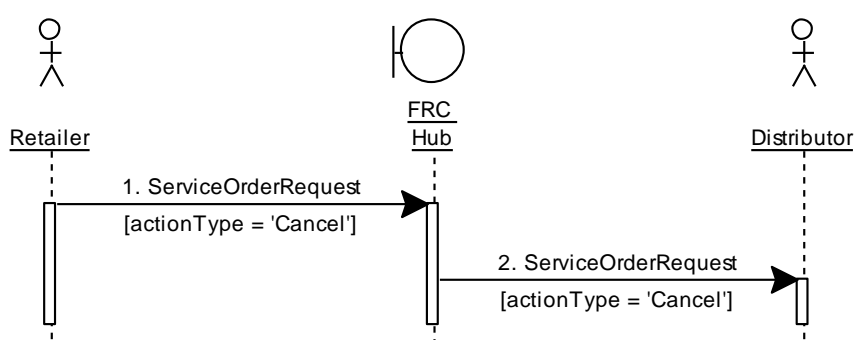 FRC
Retailer
Hub
Distributor
1. ServiceOrderRequest
[actionType = 'Cancel']
2. ServiceOrderRequest
[actionType = 'Cancel']